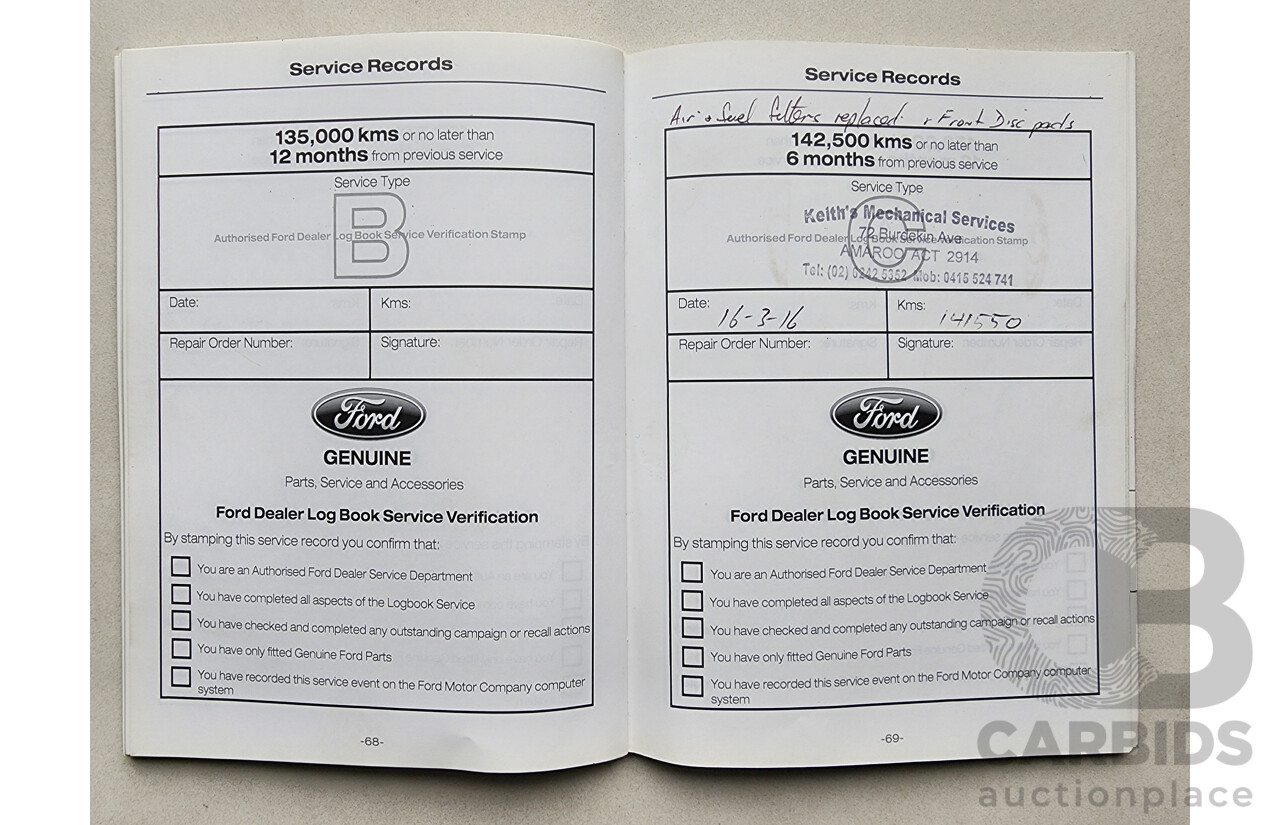 Service Records
135,000 kms or no later than
12 months from previous service
Service Type
B
Authorised Ford Dealer Log Book Service Verification Stamp
Date:
Kms:
Repair Order Number:
Signature:
Ford
GENUINE
Parts, Service and Accessories
Ford Dealer Log Book Service Verification
By stamping this service record you confirm that:
You are an Authorised Ford Dealer Service Department
You have completed all aspects of the Logbook Service
You have checked and completed any outstanding campaign or recall actions
You have only fitted Genuine Ford Parts
You have recorded this service event on the Ford Motor Company computer
system
-68-
Service Records
Air + fuel filters replaced. + Front Disc pads
142,500 kms or no later than
6 months from previous service
Service Type
C
Keith's Mechanical Services
Authorised Ford Dealer Log Book Service Verification Stamp
72 Burdekin Ave
AMAROO ACT 2914
Tel: (02) 6242 5352 Mob: 0415 524 741
Date: 16-3-16
Kms: 141550
Repair Order Number:
Signature:
Ford
GENUINE
Parts, Service and Accessories
Ford Dealer Log Book Service Verification
By stamping this service record you confirm that:
You are an Authorised Ford Dealer Service Department
You have completed all aspects of the Logbook Service
You have checked and completed any outstanding campaign or recall actions
You have only fitted Genuine Ford Parts
You have recorded this service event on the Ford Motor Company computer
system
-69-
CB
CARBIDS
auctionplace